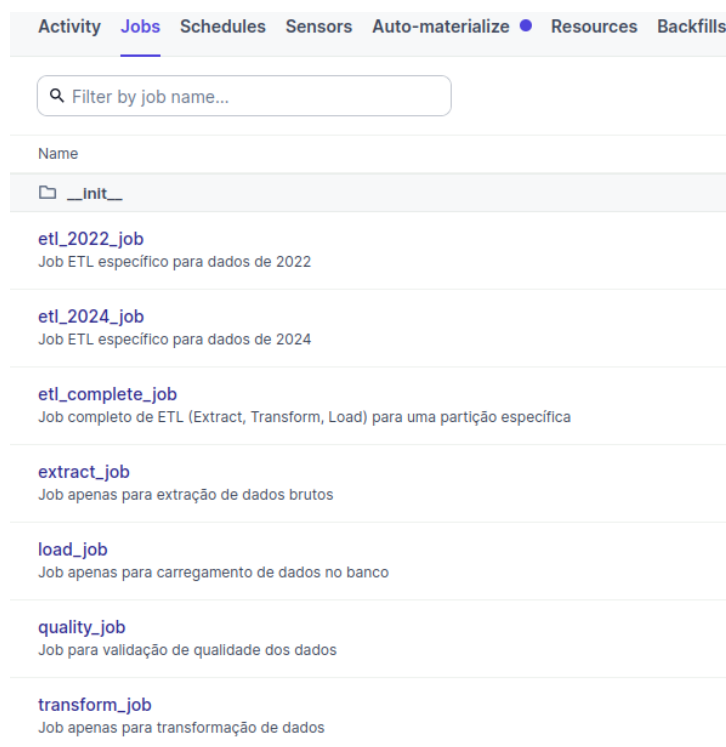 Activity Jobs Schedules Sensors Auto-materialize Resources Backfills
Filter by job name...
Name
__init__
etl_2022_job
Job ETL específico para dados de 2022
etl_2024_job
Job ETL específico para dados de 2024
etl_complete_job
Job completo de ETL (Extract, Transform, Load) para uma partição específica
extract_job
Job apenas para extração de dados brutos
load_job
Job apenas para carregamento de dados no banco
quality_job
Job para validação de qualidade dos dados
transform_job
Job apenas para transformação de dados